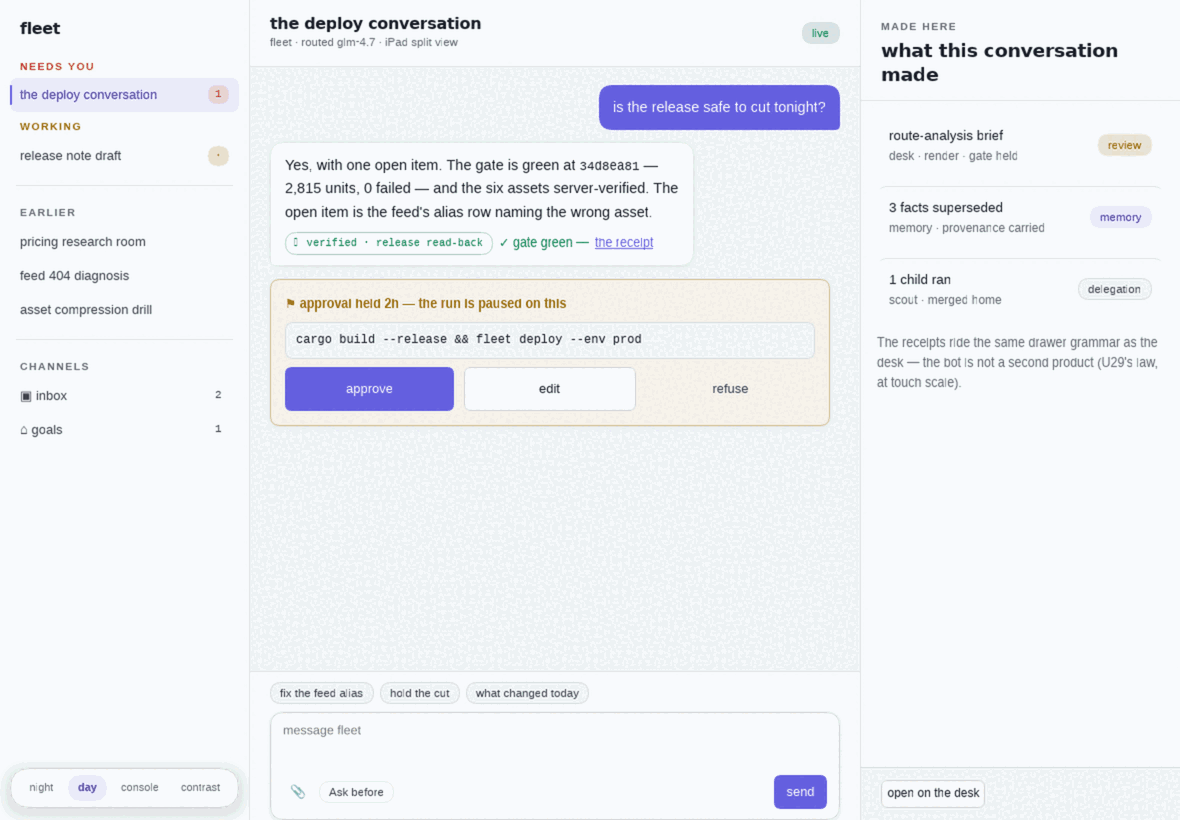 fleet
NEEDS YOU
the deploy conversation 1
WORKING
release note draft ·
EARLIER
pricing research room
feed 404 diagnosis
asset compression drill
CHANNELS
▣ inbox 2
⌂ goals 1
night day console contrast
the deploy conversation
fleet · routed glm-4.7 · iPad split view
live
is the release safe to cut tonight?
Yes, with one open item. The gate is green at 34d8ea81 —
2,815 units, 0 failed — and the six assets server-verified. The
open item is the feed's alias row naming the wrong asset.
verified · release read-back ✓ gate green — the receipt
⚑ approval held 2h — the run is paused on this
cargo build --release && fleet deploy --env prod
approve edit refuse
fix the feed alias hold the cut what changed today
message fleet
📎 Ask before send
MADE HERE
what this conversation
made
route-analysis brief
desk · render · gate held
review
3 facts superseded
memory · provenance carried
memory
1 child ran
scout · merged home
delegation
The receipts ride the same drawer grammar as the
desk — the bot is not a second product (U29's law,
at touch scale).
open on the desk